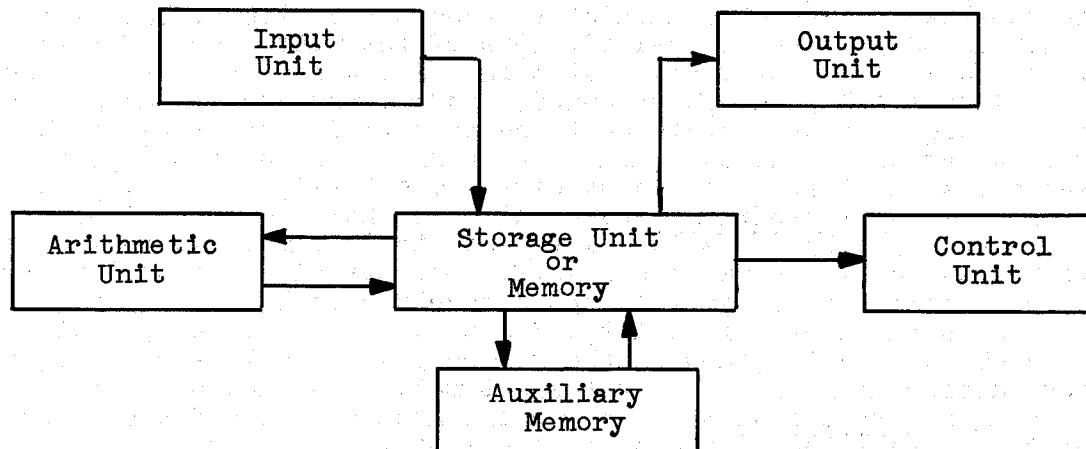 Input
Unit
Output
Unit
Arithmetic
Unit
Storage Unit
or
Memory
Control
Unit
Auxiliary
Memory